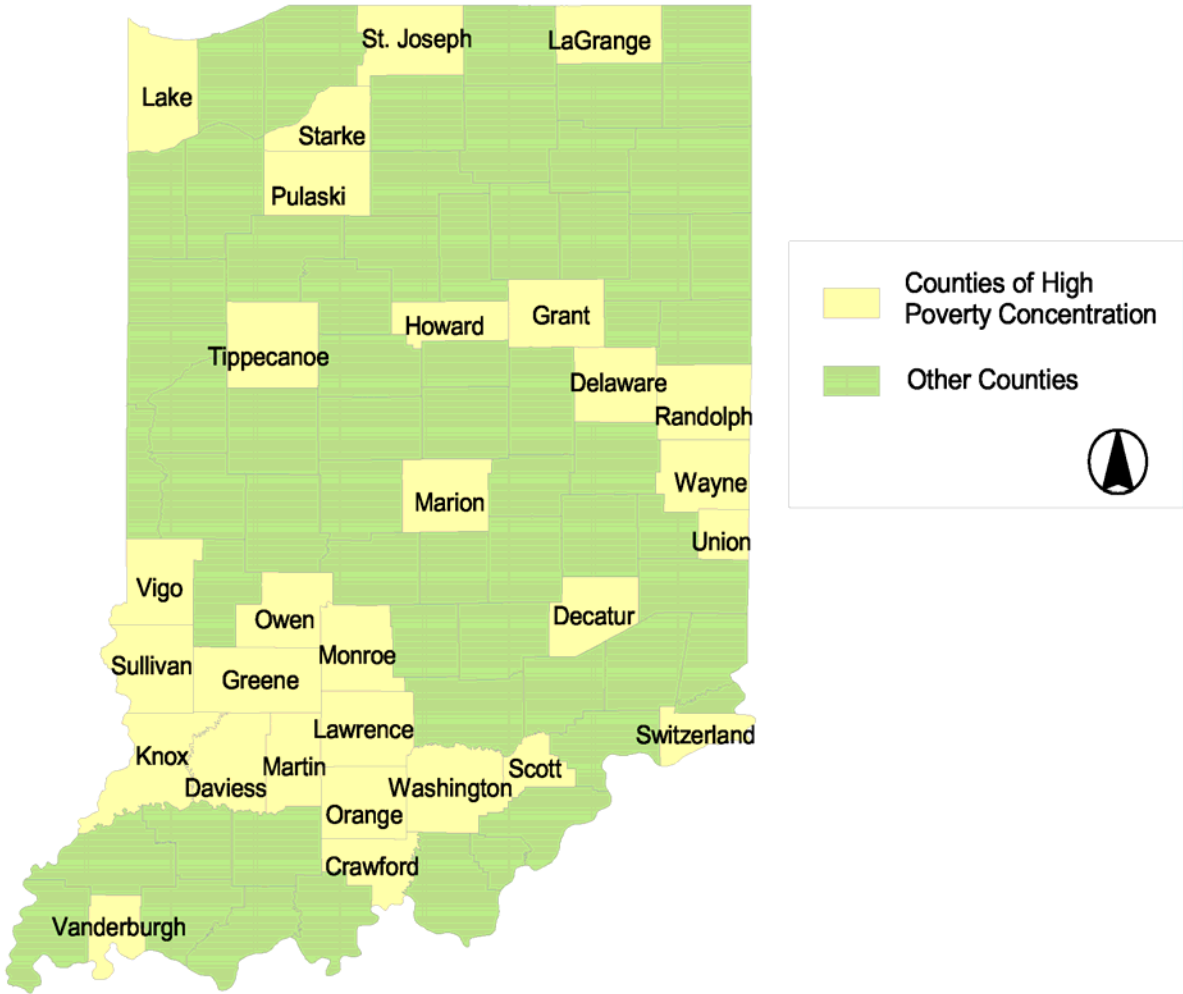 St. Joseph
LaGrange
Lake
Starke
Pulaski
Howard
Grant
Tippecanoe
Delaware
Randolph
Marion
Wayne
Union
Vigo
Owen
Decatur
Monroe
Sullivan
Greene
Lawrence
Switzerland
Knox
Martin
Scott
Daviess
Washington
Orange
Crawford
Vanderburgh
Counties of High
Poverty Concentration
Other Counties